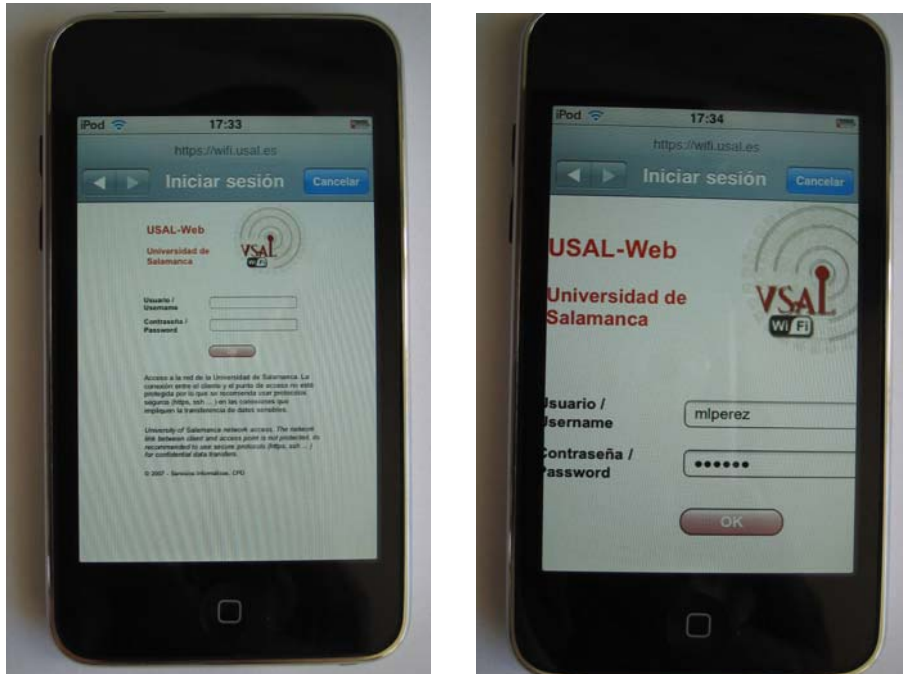 iPod 17:33
https://wifi.usal.es
Iniciar sesión Cancelar
USAL-Web
Universidad de
Salamanca
VSAL
Wi Fi
Usuario /
Username
Contraseña /
Password
OK
Acceso a la red de la Universidad de Salamanca. La
conexión entre el cliente y el punto de acceso no está
protegida por lo que se recomienda usar protocolos
seguros (https, ssh ... ) en las conexiones que
impliquen la transferencia de datos sensibles.
University of Salamanca network access. The network
link between client and access point is not protected, its
recommended to use secure protocols (https, ssh ... )
for confidential data transfers.
© 2007 - Servicios Informáticos, CPD
iPod 17:34
https://wifi.usal.es
Iniciar sesión Cancelar
USAL-Web
Universidad de
Salamanca
VSAL
Wi Fi
Usuario /
Username
mlperez
Contraseña /
Password
••••••
OK